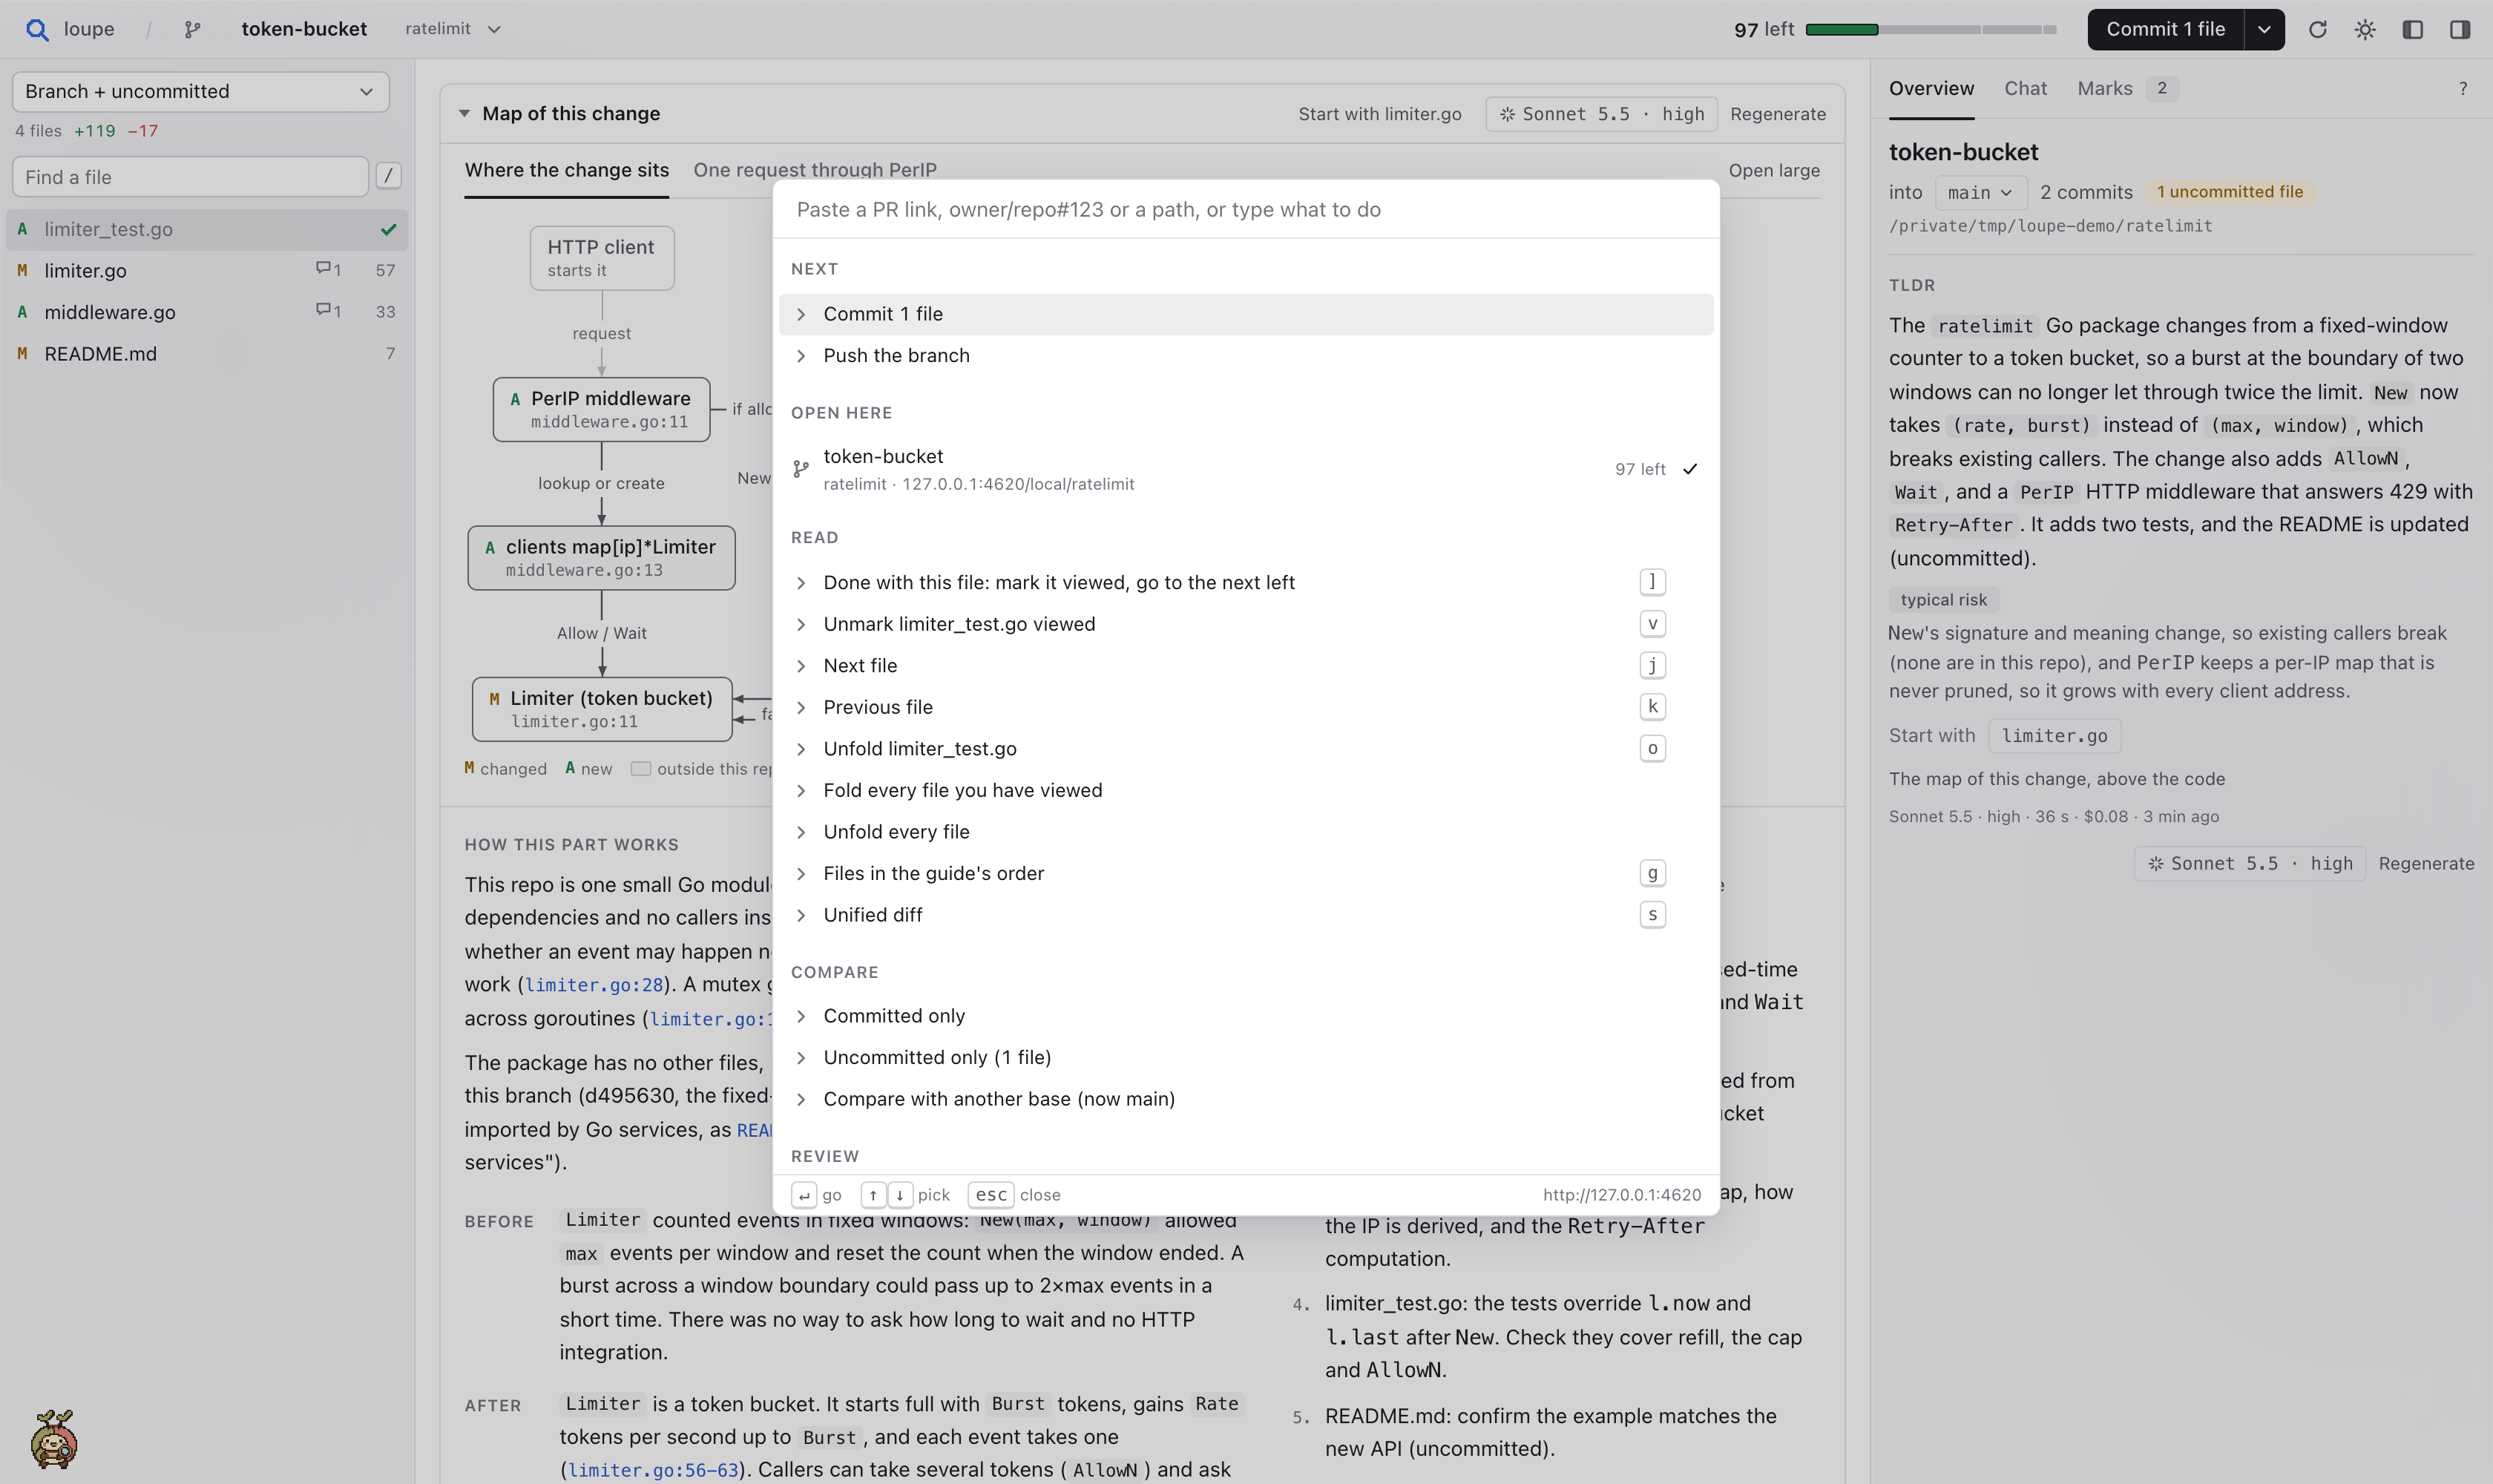 loupe / token-bucket ratelimit
97 left
Commit 1 file
Branch + uncommitted
4 files +119 −17
Find a file /
A limiter_test.go
M limiter.go 1 57
A middleware.go 1 33
M README.md 7
Map of this change
Start with limiter.go
Sonnet 5.5 · high
Regenerate
Where the change sits
One request through PerIP
Open large
HTTP client
starts it
request
A PerIP middleware
middleware.go:11
if allo
lookup or create
New
A clients map[ip]*Limiter
middleware.go:13
Allow / Wait
M Limiter (token bucket)
limiter.go:11
fa
M changed A new outside this rep
HOW THIS PART WORKS
This repo is one small Go modul
dependencies and no callers ins
whether an event may happen n
work (limiter.go:28). A mutex g
across goroutines (limiter.go:1
The package has no other files,
this branch (d495630, the fixed-
imported by Go services, as REA
services").
BEFORE
Limiter counted events in fixed windows: New(max, window) allowed
max events per window and reset the count when the window ended. A
burst across a window boundary could pass up to 2×max events in a
short time. There was no way to ask how long to wait and no HTTP
integration.
AFTER
Limiter is a token bucket. It starts full with Burst tokens, gains Rate
tokens per second up to Burst, and each event takes one
(limiter.go:56–63). Callers can take several tokens (AllowN) and ask
sed-time
and Wait
ed from
cket
ap, how
the IP is derived, and the Retry-After
computation.
4. limiter_test.go: the tests override l.now and
l.last after New. Check they cover refill, the cap
and AllowN.
5. README.md: confirm the example matches the
new API (uncommitted).
Paste a PR link, owner/repo#123 or a path, or type what to do
NEXT
Commit 1 file
Push the branch
OPEN HERE
token-bucket
ratelimit · 127.0.0.1:4620/local/ratelimit
97 left
READ
Done with this file: mark it viewed, go to the next left ]
Unmark limiter_test.go viewed v
Next file j
Previous file k
Unfold limiter_test.go o
Fold every file you have viewed
Unfold every file
Files in the guide's order g
Unified diff s
COMPARE
Committed only
Uncommitted only (1 file)
Compare with another base (now main)
REVIEW
↵ go ↑ ↓ pick esc close
http://127.0.0.1:4620
Overview Chat Marks 2 ?
token-bucket
into main 2 commits 1 uncommitted file
/private/tmp/loupe-demo/ratelimit
TLDR
The ratelimit Go package changes from a fixed-window
counter to a token bucket, so a burst at the boundary of two
windows can no longer let through twice the limit. New now
takes (rate, burst) instead of (max, window), which
breaks existing callers. The change also adds AllowN,
Wait, and a PerIP HTTP middleware that answers 429 with
Retry-After. It adds two tests, and the README is updated
(uncommitted).
typical risk
New's signature and meaning change, so existing callers break
(none are in this repo), and PerIP keeps a per-IP map that is
never pruned, so it grows with every client address.
Start with limiter.go
The map of this change, above the code
Sonnet 5.5 · high · 36 s · $0.08 · 3 min ago
Sonnet 5.5 · high
Regenerate